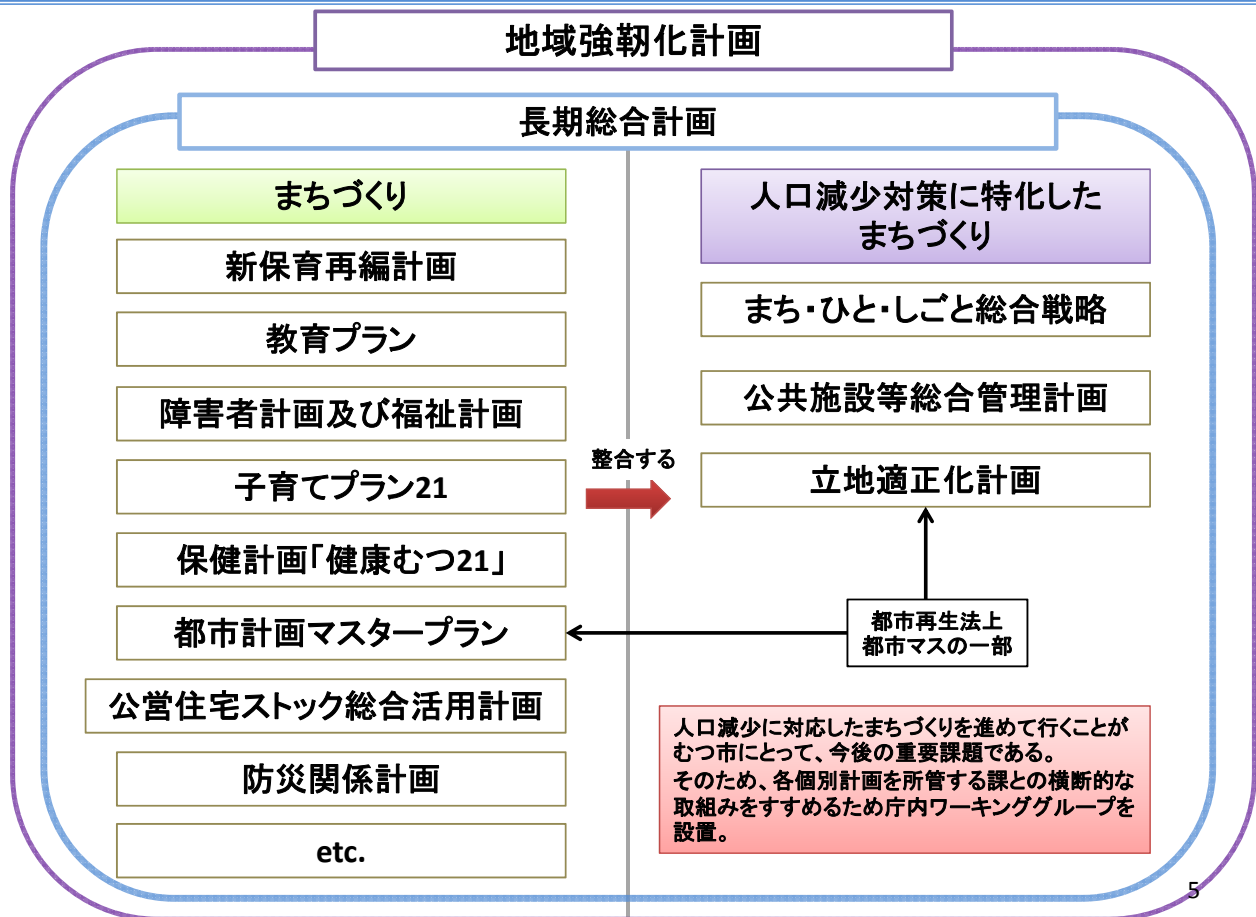 地域強靭化計画
長期総合計画
まちづくり
新保育再編計画
教育プラン
障害者計画及び福祉計画
子育てプラン21
保健計画「健康むつ21」
都市計画マスタープラン
公営住宅ストック総合活用計画
防災関係計画
etc.
整合する
人口減少対策に特化した
まちづくり
まち・ひと・しごと総合戦略
公共施設等総合管理計画
立地適正化計画
都市再生法上
都市マスの一部
人口減少に対応したまちづくりを進めて行くことが
むつ市にとって、今後の重要課題である。
そのため、各個別計画を所管する課との横断的な
取組みをすすめるため庁内ワーキンググループを
設置。
5